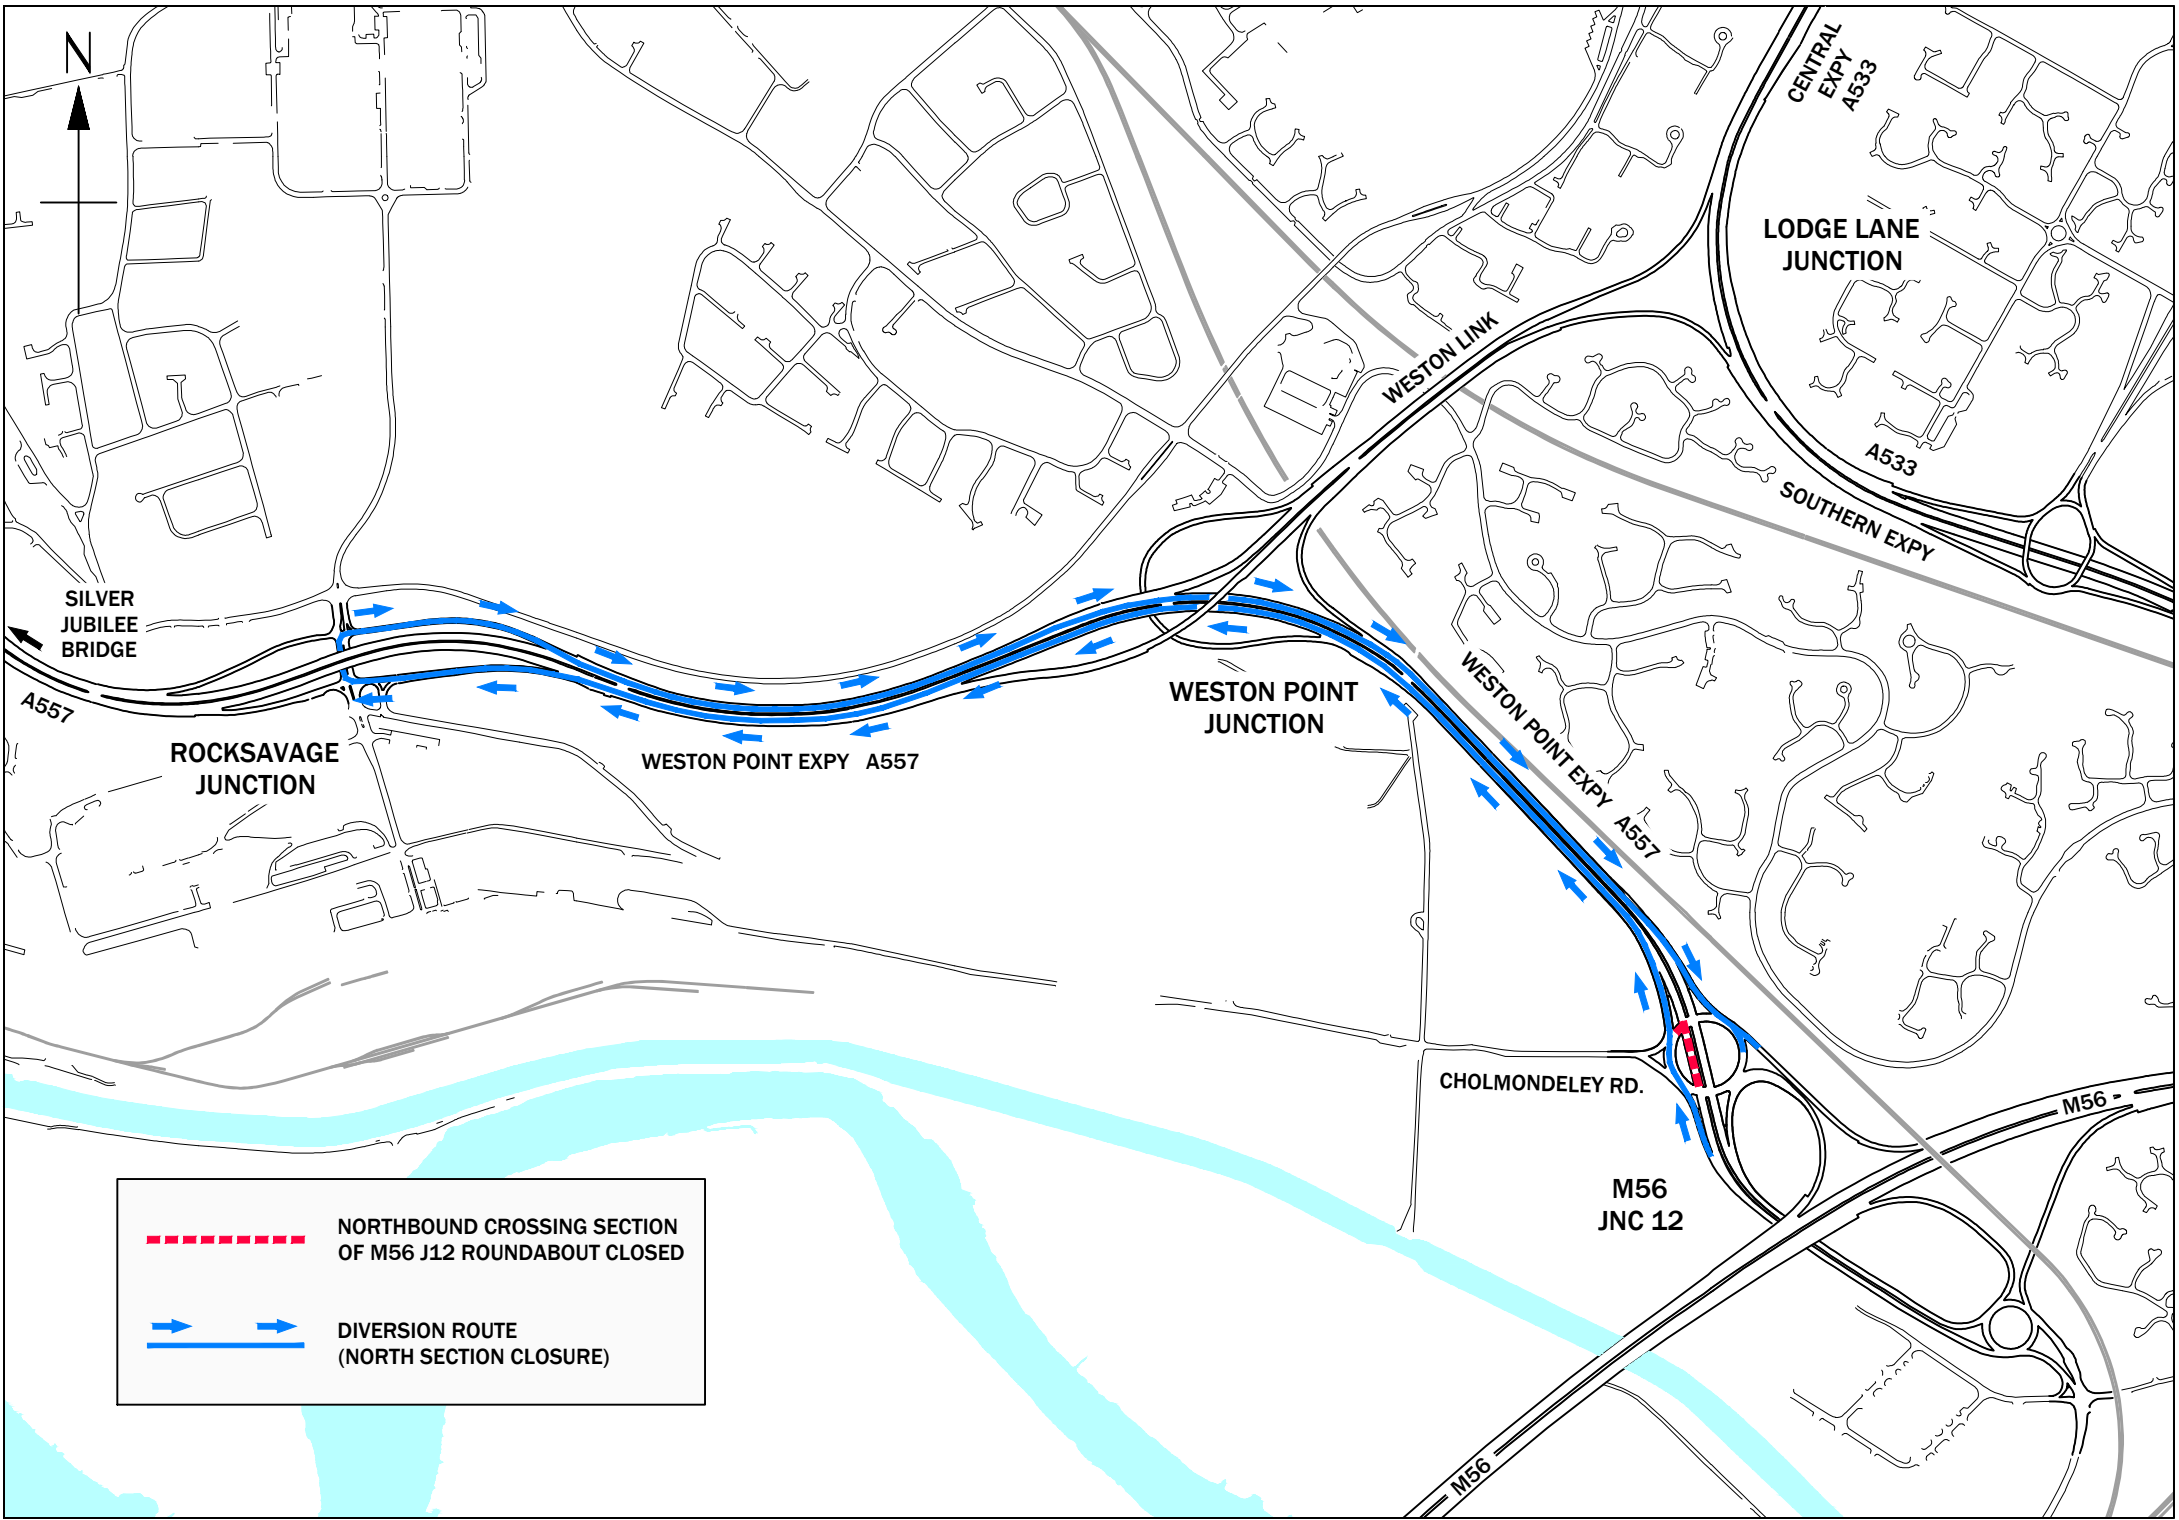 N
CENTRAL
EXPY
A533
LODGE LANE
JUNCTION
WESTON LINK
A533
SOUTHERN EXPY
SILVER
JUBILEE
BRIDGE
A557
ROCKSAVAGE
JUNCTION
WESTON POINT EXPY A557
WESTON POINT
JUNCTION
WESTON POINT EXPY A557
CHOLMONDELEY RD.
M56
M56
JNC 12
M56
NORTHBOUND CROSSING SECTION
OF M56 J12 ROUNDABOUT CLOSED
DIVERSION ROUTE
(NORTH SECTION CLOSURE)